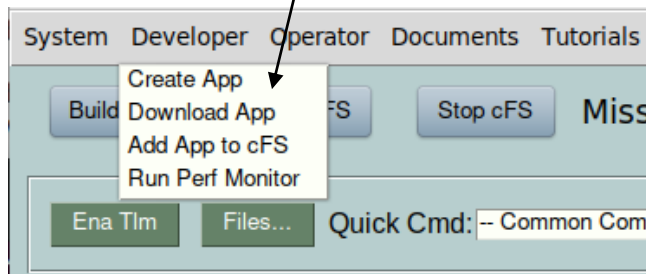 System Developer Operator Documents Tutorials
Create App
Build Download App FS Stop cFS Miss
Add App to cFS
Run Perf Monitor
Ena Tlm Files... Quick Cmd: -- Common Com